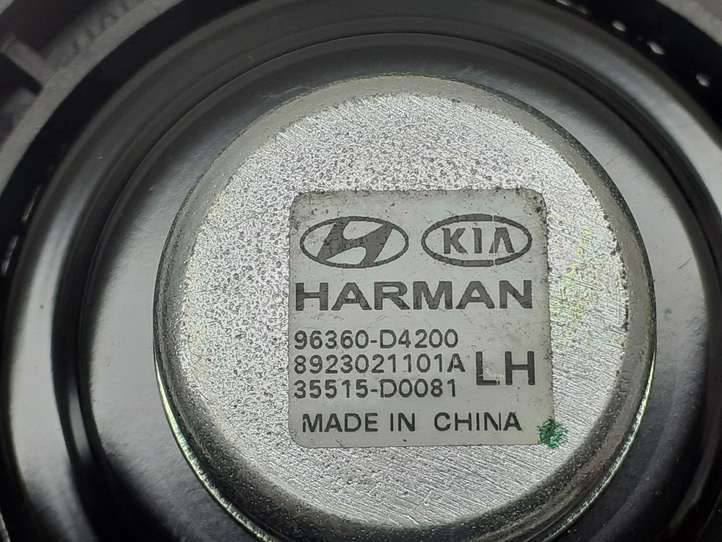 KIA
HARMAN
96360-D4200
8923021101A LH
35515-D0081
MADE IN CHINA